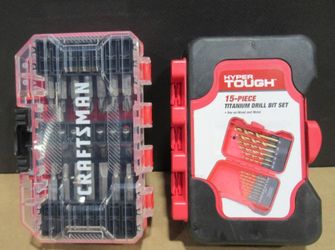 CRAFTSMAN
HYPER
TOUGH
15-PIECE
TITANIUM DRILL BIT SET